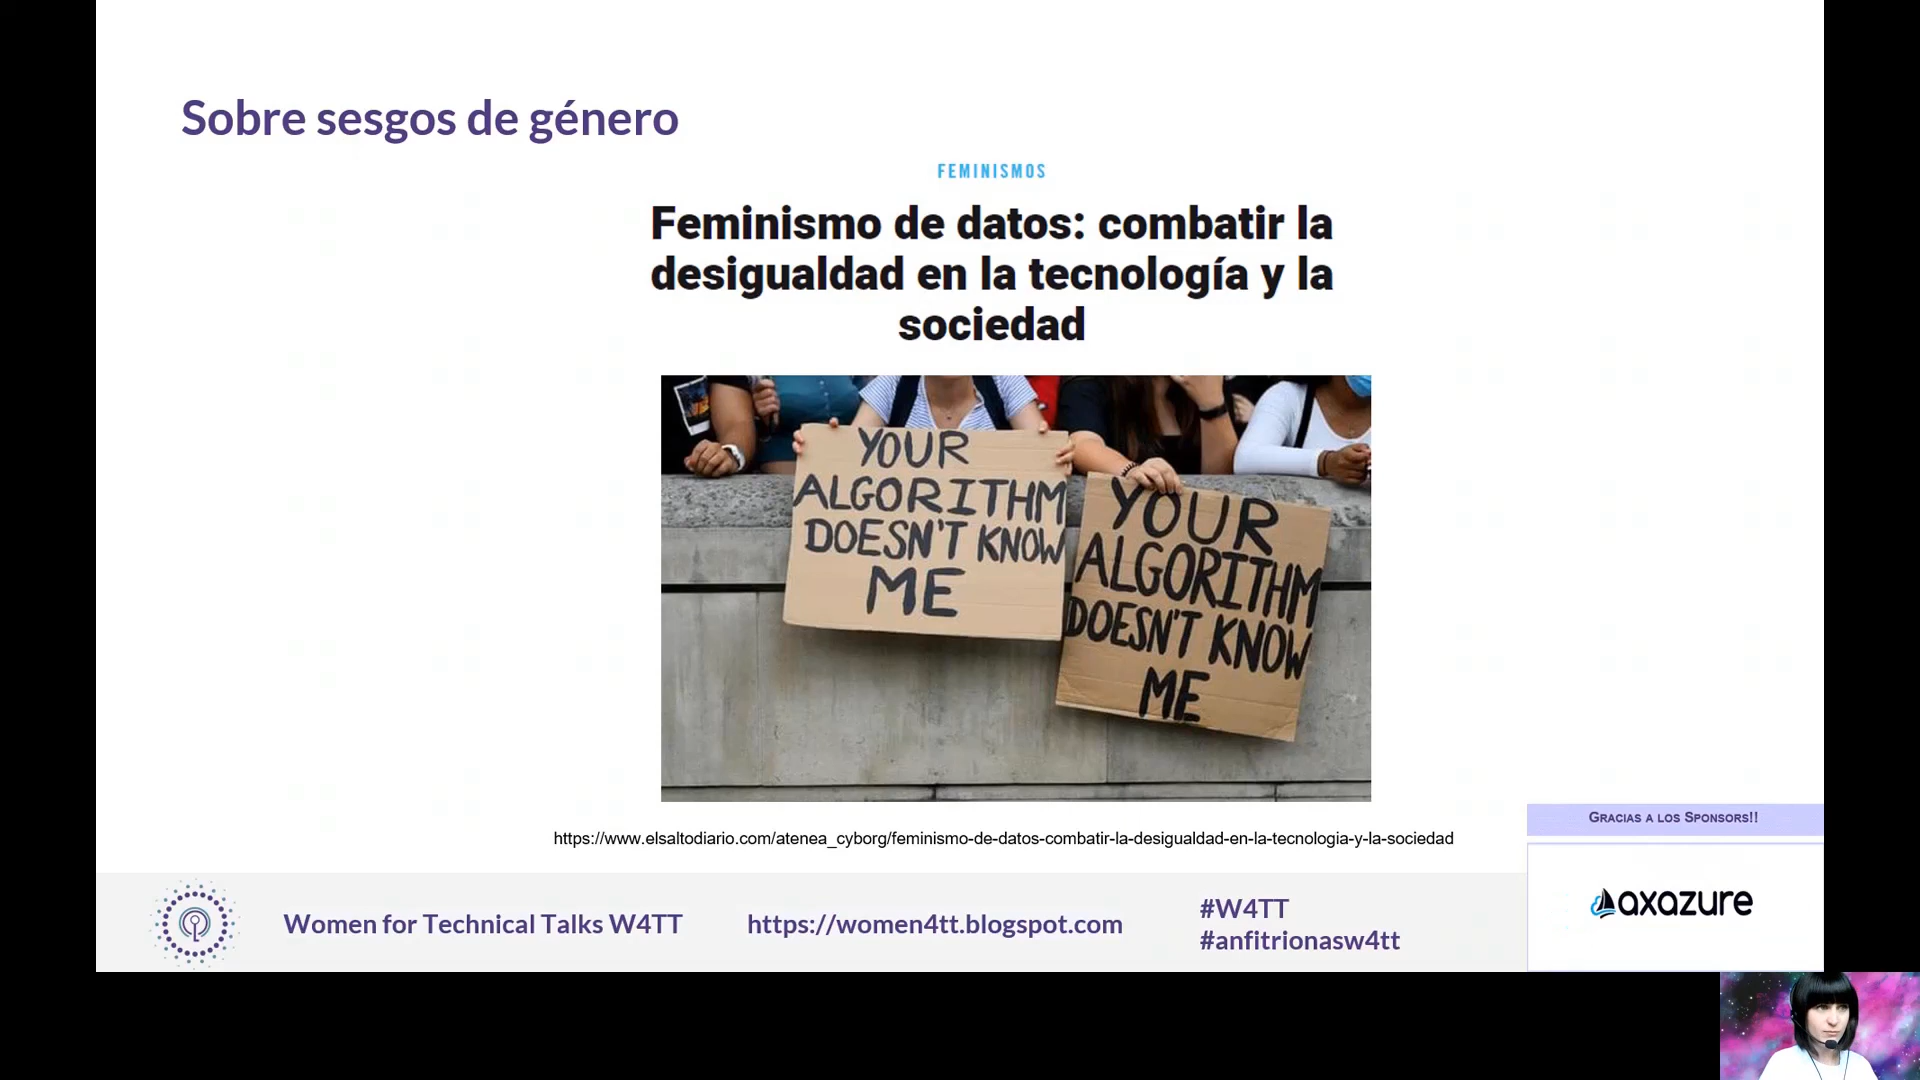 Sobre sesgos de género
FEMINISMOS
Feminismo de datos: combatir la
desigualdad en la tecnología y la
sociedad
YOUR
ALGORITHM
DOESN'T KNOW
ME
YOUR
ALGORITHM
DOESN'T KNOW
ME
https://www.elsaltodiario.com/atenea_cyborg/feminismo-de-datos-combatir-la-desigualdad-en-la-tecnologia-y-la-sociedad
GRACIAS A LOS SPONSORS!!
axazure
Women for Technical Talks W4TT
https://women4tt.blogspot.com
#W4TT
#anfitrionasw4tt